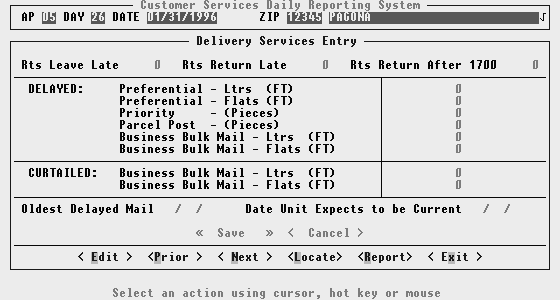 Customer Services Daily Reporting System
AP 05 DAY 26 DATE 01/31/1996 ZIP 12345 PAGUNA
Delivery Services Entry
Rts Leave Late 0 Rts Return Late 0 Rts Return After 1700 0
DELAYED: Preferential - Ltrs (FT) 0
Preferential - Flats (FT) 0
Priority - (Pieces) 0
Parcel Post - (Pieces) 0
Business Bulk Mail - Ltrs (FT) 0
Business Bulk Mail - Flats (FT) 0
CURTAILED: Business Bulk Mail - Ltrs (FT) 0
Business Bulk Mail - Flats (FT) 0
Oldest Delayed Mail / / Date Unit Expects to be Current / /
« Save » < Cancel >
< Edit > <Prior > < Next > <Locate> <Report> < Exit >
Select an action using cursor, hot key or mouse